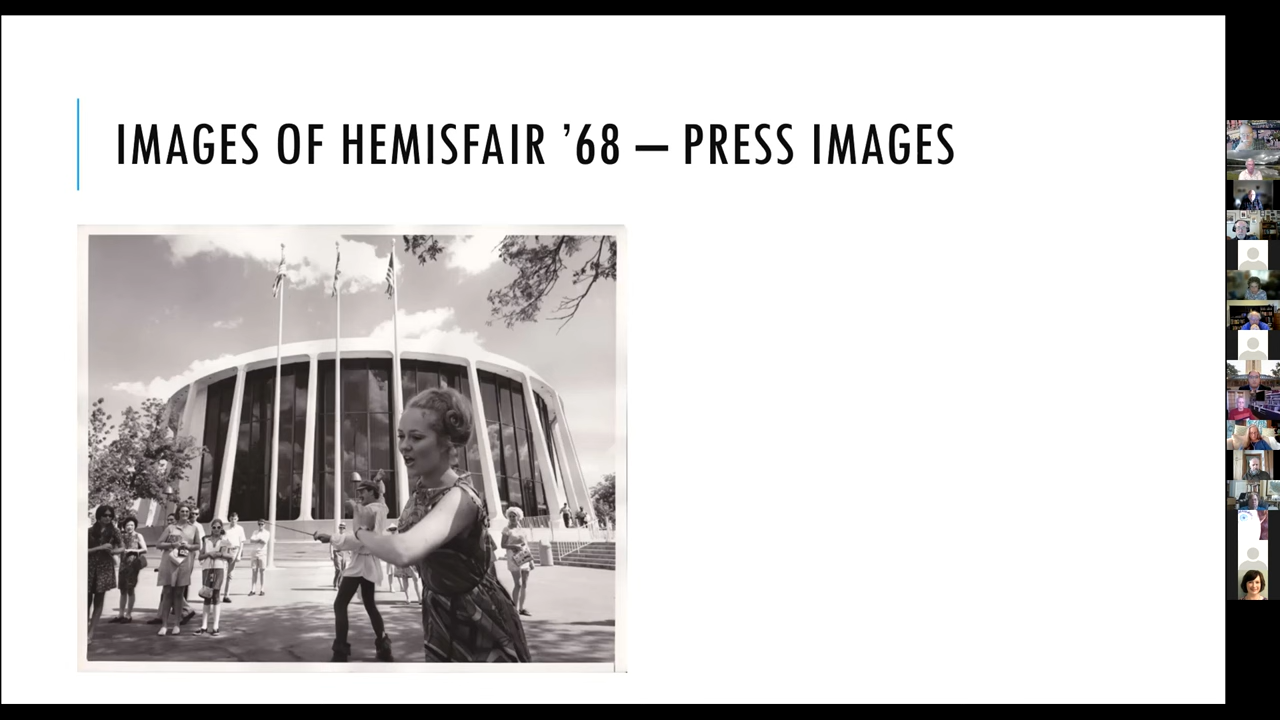 IMAGES OF HEMISFAIR ’68 — PRESS IMAGES